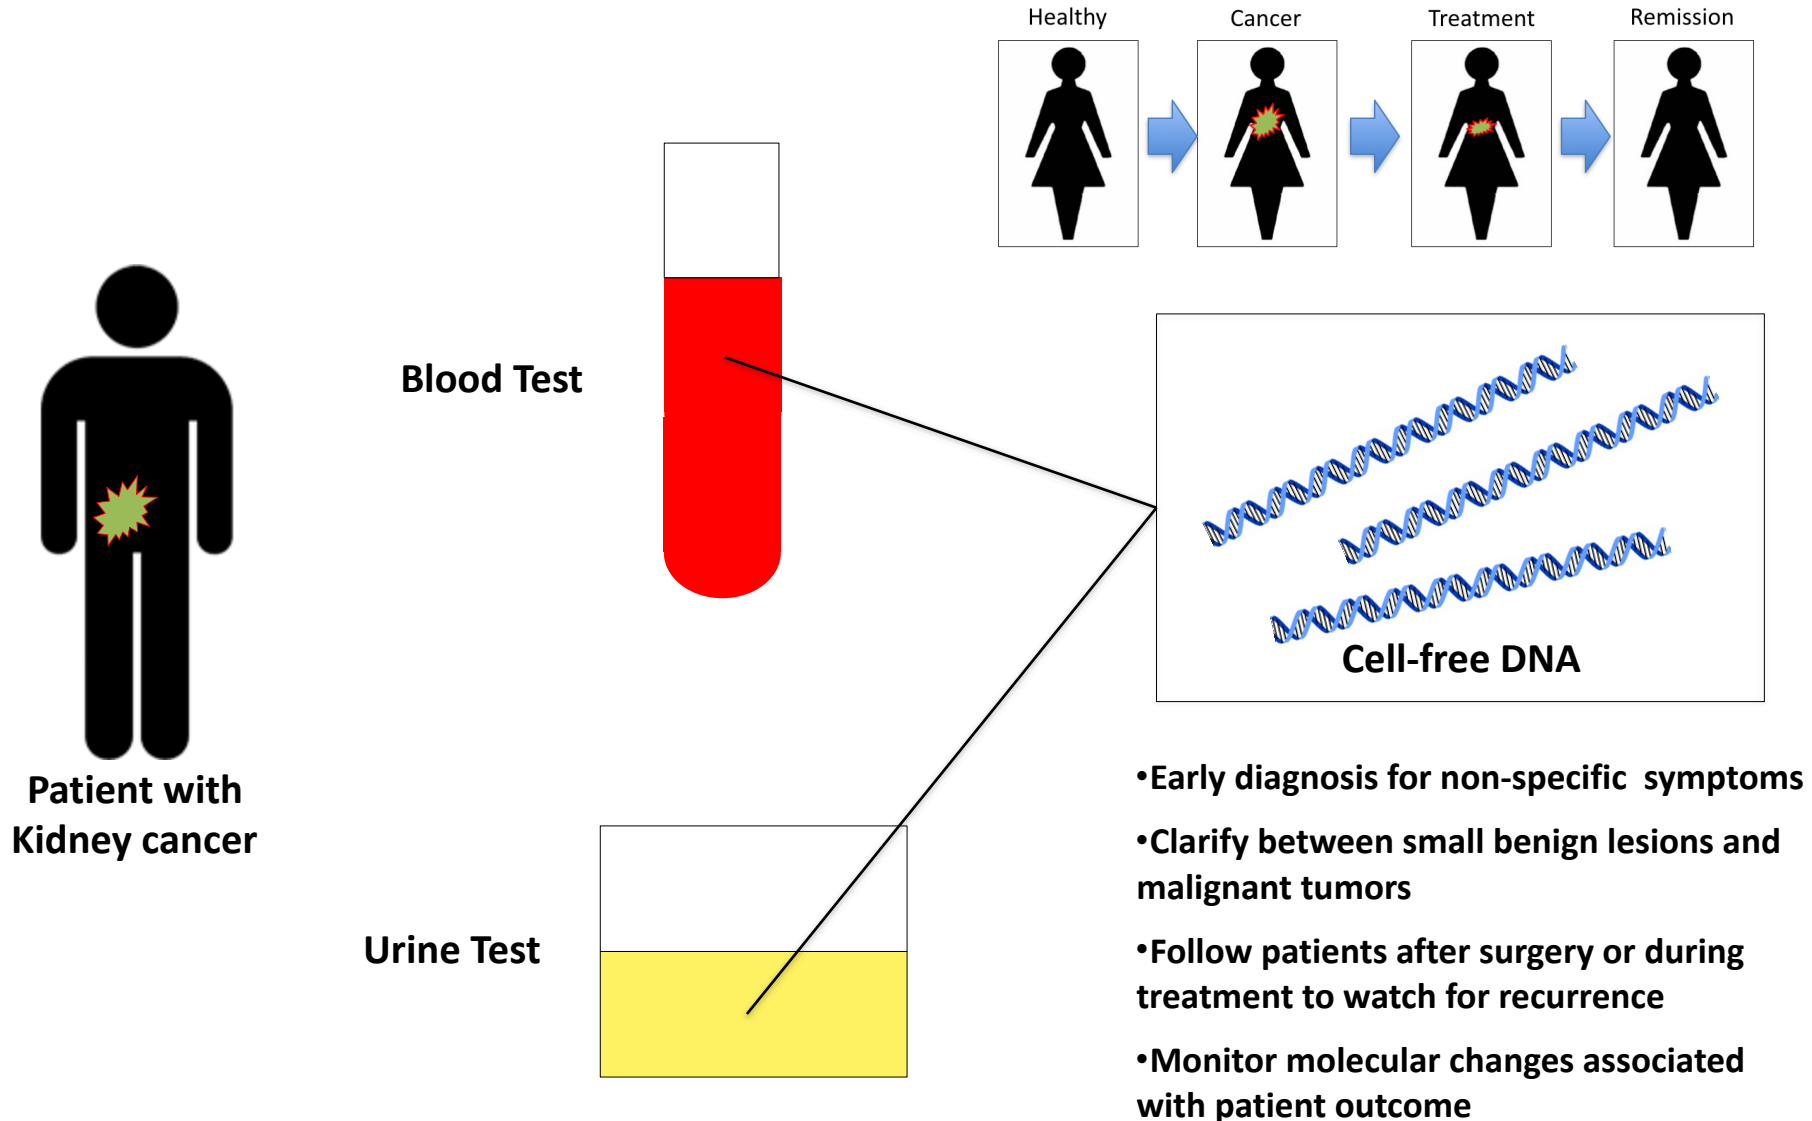 Healthy
Cancer
Treatment
Remission
Blood Test
Cell-free DNA
Patient with
Kidney cancer
Urine Test
•Early diagnosis for non-specific  symptoms
•Clarify between small benign lesions and
malignant tumors
•Follow patients after surgery or during
treatment to watch for recurrence
•Monitor molecular changes associated
with patient outcome